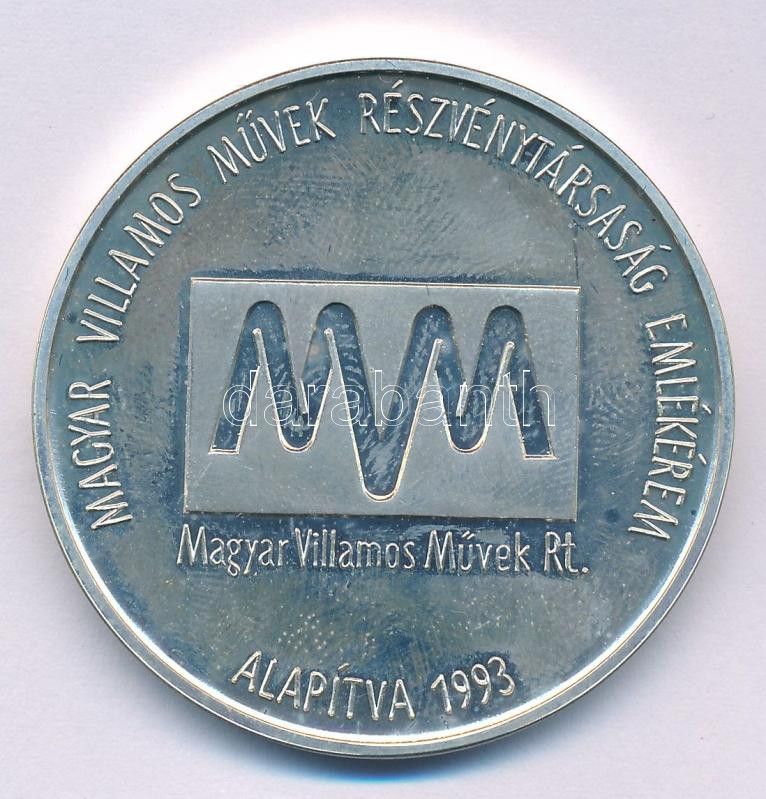 MAGYAR VILLAMOS MŰVEK RÉSZVÉNYTÁRSASÁG EMLÉKÉREM
MVM
darabanth
Magyar Villamos Művek Rt.
ALAPÍTVA 1993